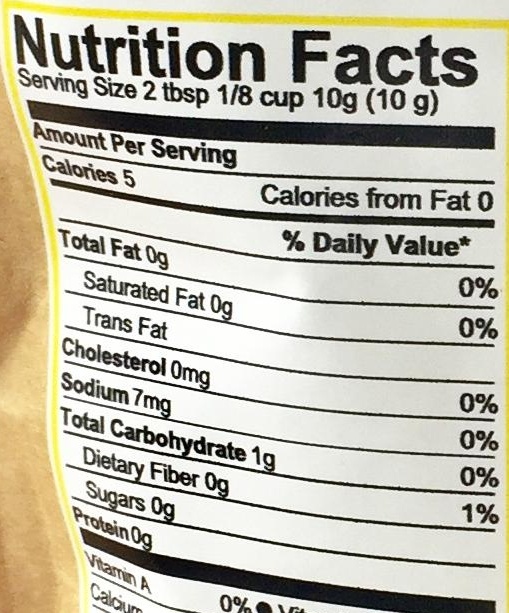 Nutrition Facts
Serving Size 2 tbsp 1/8 cup 10g (10 g)
Amount Per Serving
Calories 5 Calories from Fat 0
% Daily Value*
Total Fat 0g 0%
Saturated Fat 0g 0%
Trans Fat
Cholesterol 0mg 0%
Sodium 7mg 0%
Total Carbohydrate 1g 0%
Dietary Fiber 0g 1%
Sugars 0g
Protein 0g
Vitamin A 0% ●
Calcium